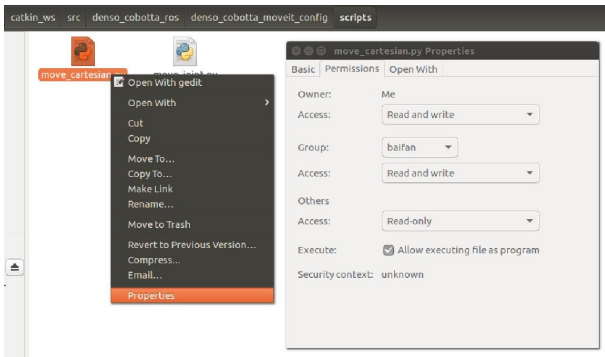 catkin_ws src denso_cobotta_ros denso_cobotta_moveit_config scripts
move_cartesian.py
Open With gedit
Open With
Cut
Copy
Move To...
Copy To...
Make Link
Rename...
Move to Trash
Revert to Previous Version...
Compress...
Email...
Properties
move_cartesian.py Properties
Basic Permissions Open With
Owner: Me
Access: Read and write
Group: baifan
Access: Read and write
Others
Access: Read-only
Execute: Allow executing file as program
Security context: unknown